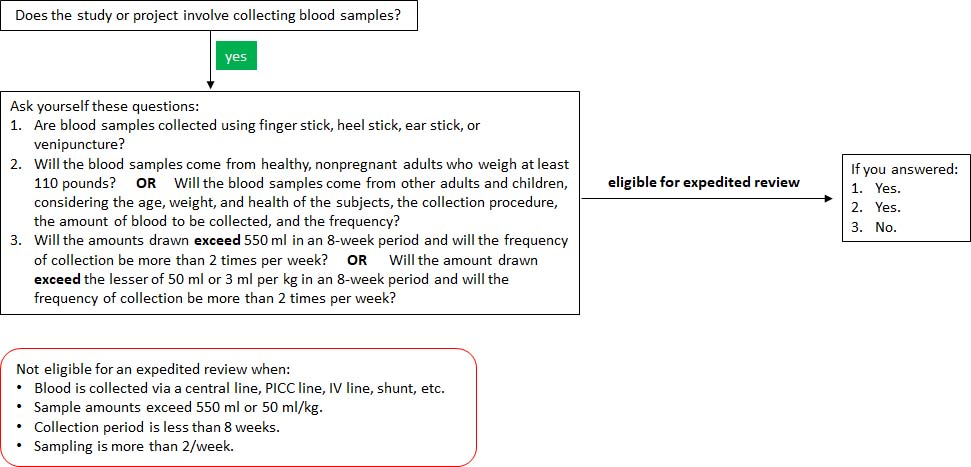 Does the study or project involve collecting blood samples?
yes
Ask yourself these questions:
1. Are blood samples collected using finger stick, heel stick, ear stick, or
venipuncture?
2. Will the blood samples come from healthy, nonpregnant adults who weigh at least
110 pounds? OR Will the blood samples come from other adults and children,
considering the age, weight, and health of the subjects, the collection procedure,
the amount of blood to be collected, and the frequency?
3. Will the amounts drawn exceed 550 ml in an 8-week period and will the frequency
of collection be more than 2 times per week? OR Will the amount drawn
exceed the lesser of 50 ml or 3 ml per kg in an 8-week period and will the
frequency of collection be more than 2 times per week?
eligible for expedited review
If you answered:
1. Yes.
2. Yes.
3. No.
Not eligible for an expedited review when:
• Blood is collected via a central line, PICC line, IV line, shunt, etc.
• Sample amounts exceed 550 ml or 50 ml/kg.
• Collection period is less than 8 weeks.
• Sampling is more than 2/week.